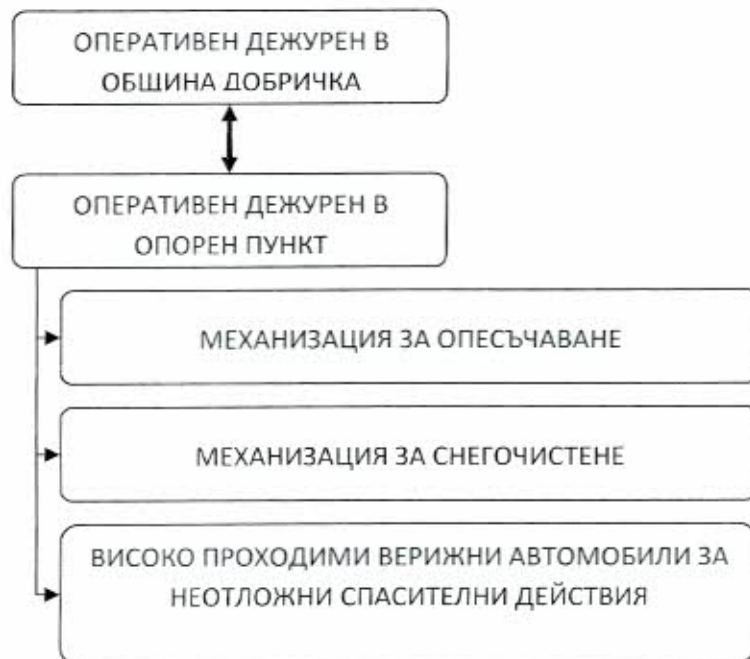 ОПЕРАТИВЕН ДЕЖУРЕН В
ОБЩИНА ДОБРИЧКА
ОПЕРАТИВЕН ДЕЖУРЕН В
ОПОРЕН ПУНКТ
МЕХАНИЗАЦИЯ ЗА ОПЕСЪЧАВАНЕ
МЕХАНИЗАЦИЯ ЗА СНЕГОЧИСТЕНЕ
ВИСОКО ПРОХОДИМИ ВЕРИЖНИ АВТОМОБИЛИ ЗА
НЕОТЛОЖНИ СПАСИТЕЛНИ ДЕЙСТВИЯ